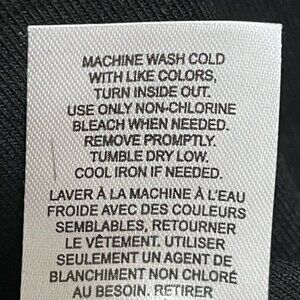 MACHINE WASH COLD
WITH LIKE COLORS,
TURN INSIDE OUT.
USE ONLY NON-CHLORINE
BLEACH WHEN NEEDED.
REMOVE PROMPTLY.
TUMBLE DRY LOW.
COOL IRON IF NEEDED.
LAVER À LA MACHINE À L'EAU
FROIDE AVEC DES COULEURS
SEMBLABLES, RETOURNER
LE VÊTEMENT. UTILISER
SEULEMENT UN AGENT DE
BLANCHIMENT NON CHLORÉ
AU BESOIN. RETIRER